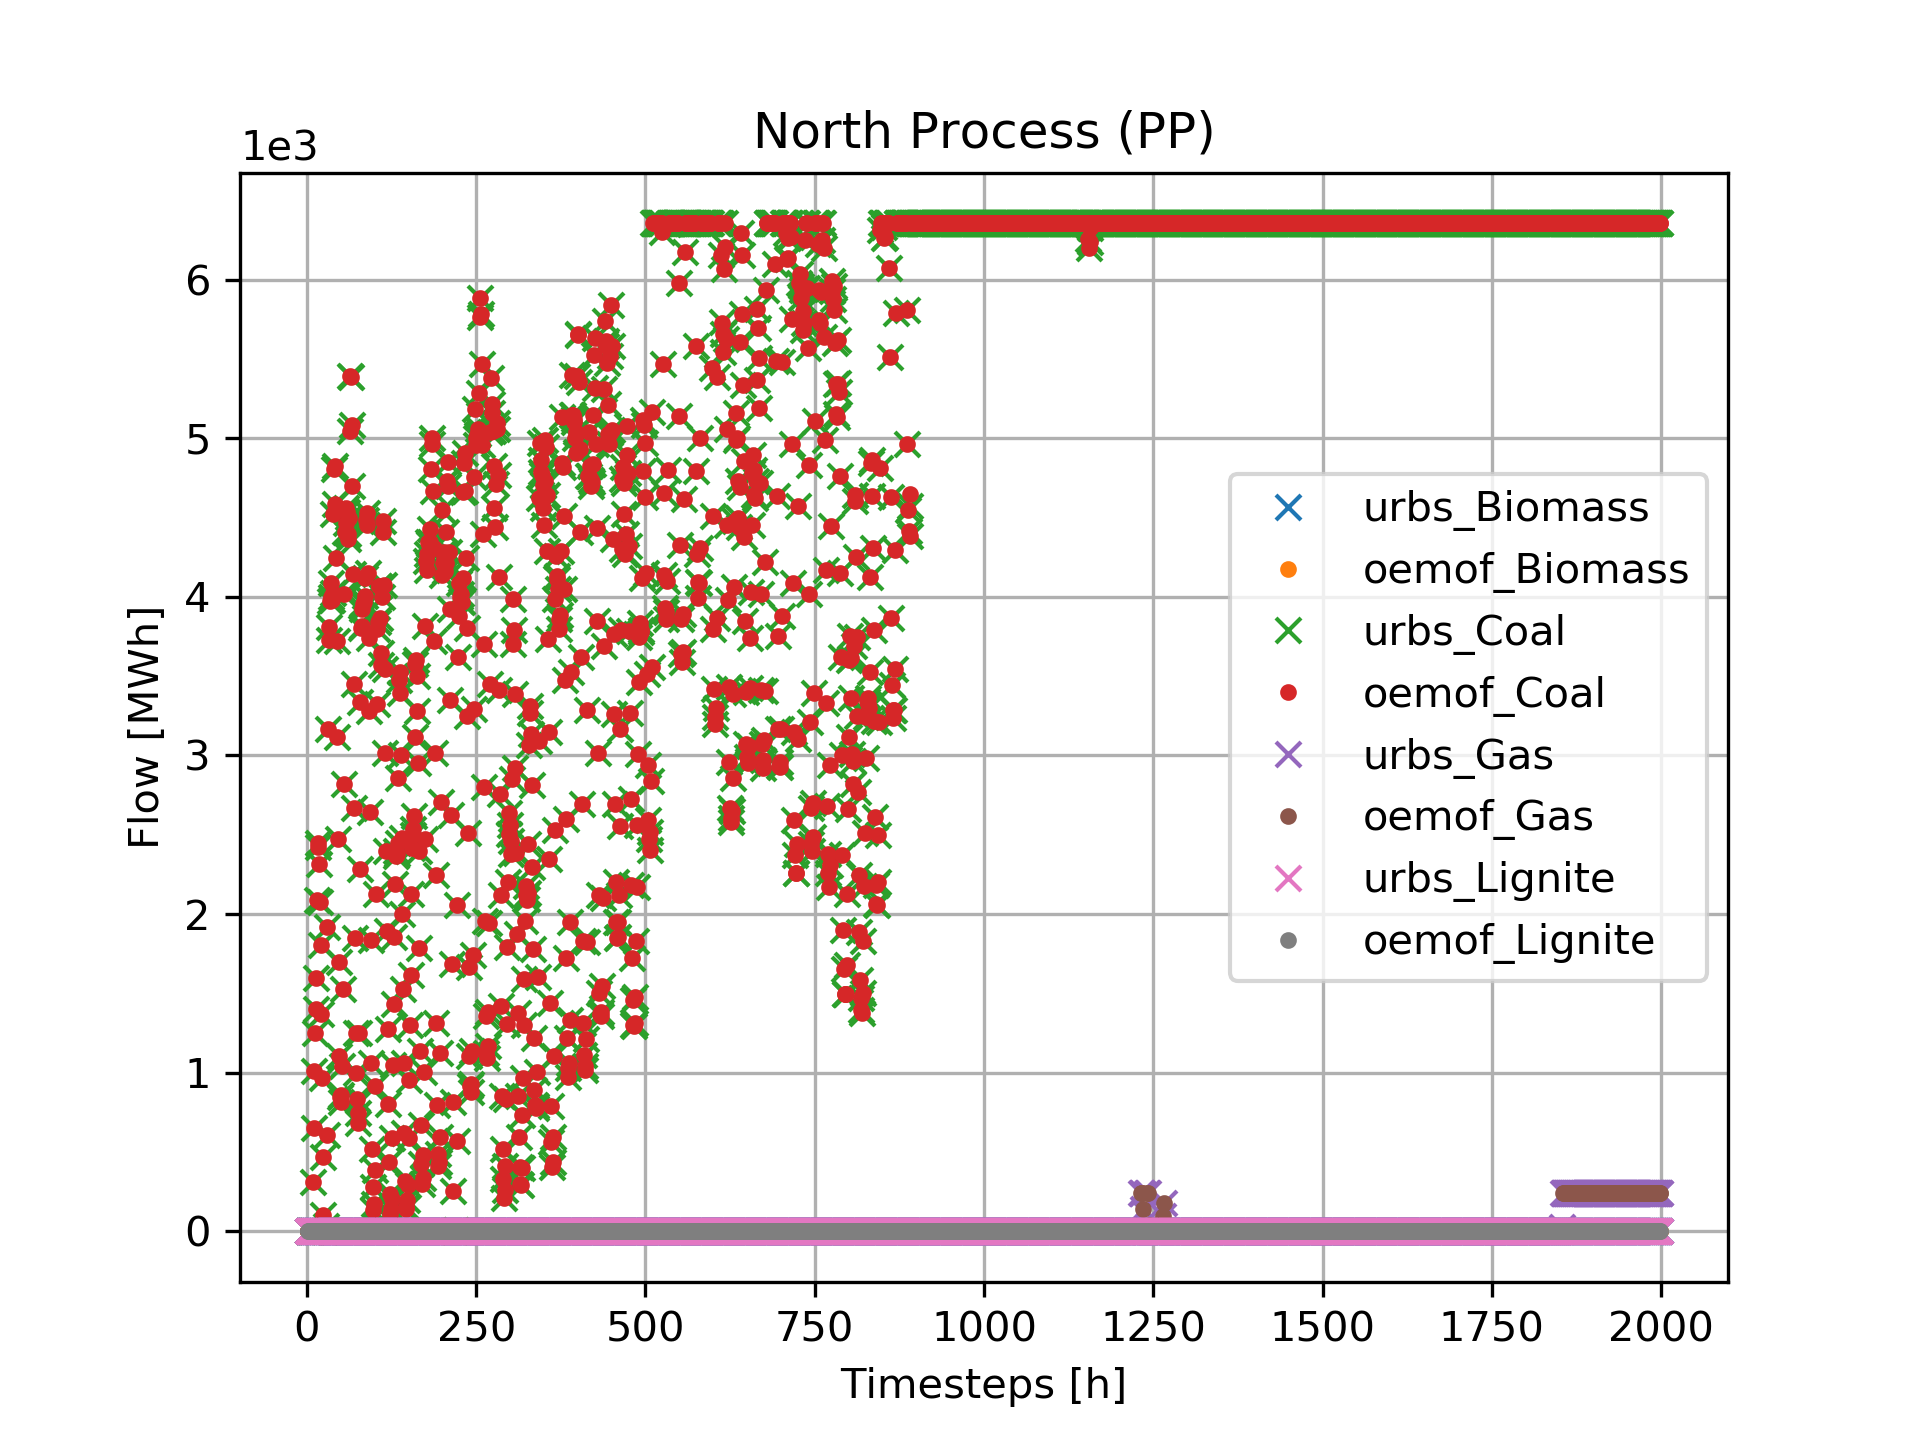 North Process (PP)
1e3
Flow [MWh]
6
5
4
3
2
1
0
urbs_Biomass
oemof_Biomass
urbs_Coal
oemof_Coal
urbs_Gas
oemof_Gas
urbs_Lignite
oemof_Lignite
0 250 500 750 1000 1250 1500 1750 2000
Timesteps [h]